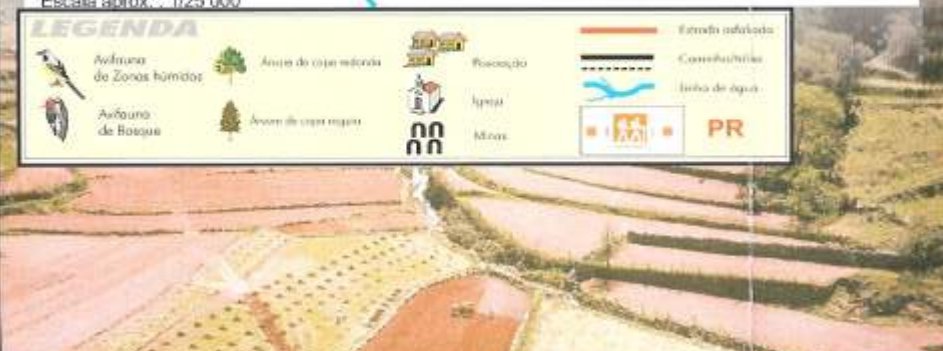 Escala aprox. : 1/25 000
LEGENDA
Avifauna
de Zonas húmidas
Avifauna
de Bosque
Árvore de copa redonda
Árvore de copa
Povoação
Igreja
Minas
Estrada asfaltada
Caminho/trilho
Linha de água
PR